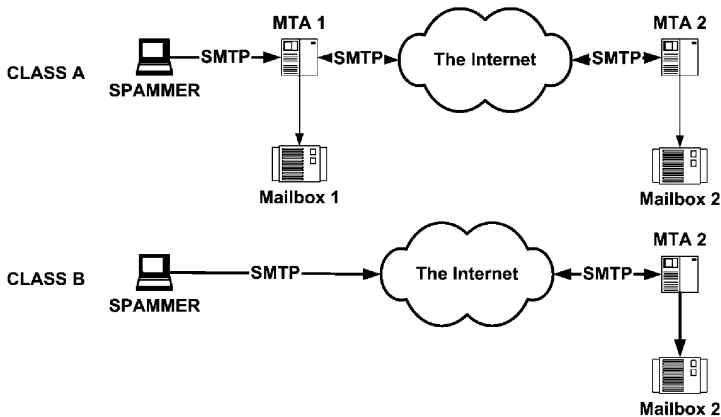 MTA 1
MTA 2
CLASS A
SPAMMER
SMTP
SMTP
The Internet
SMTP
Mailbox 1
Mailbox 2
CLASS B
SPAMMER
SMTP
The Internet
SMTP
MTA 2
Mailbox 2